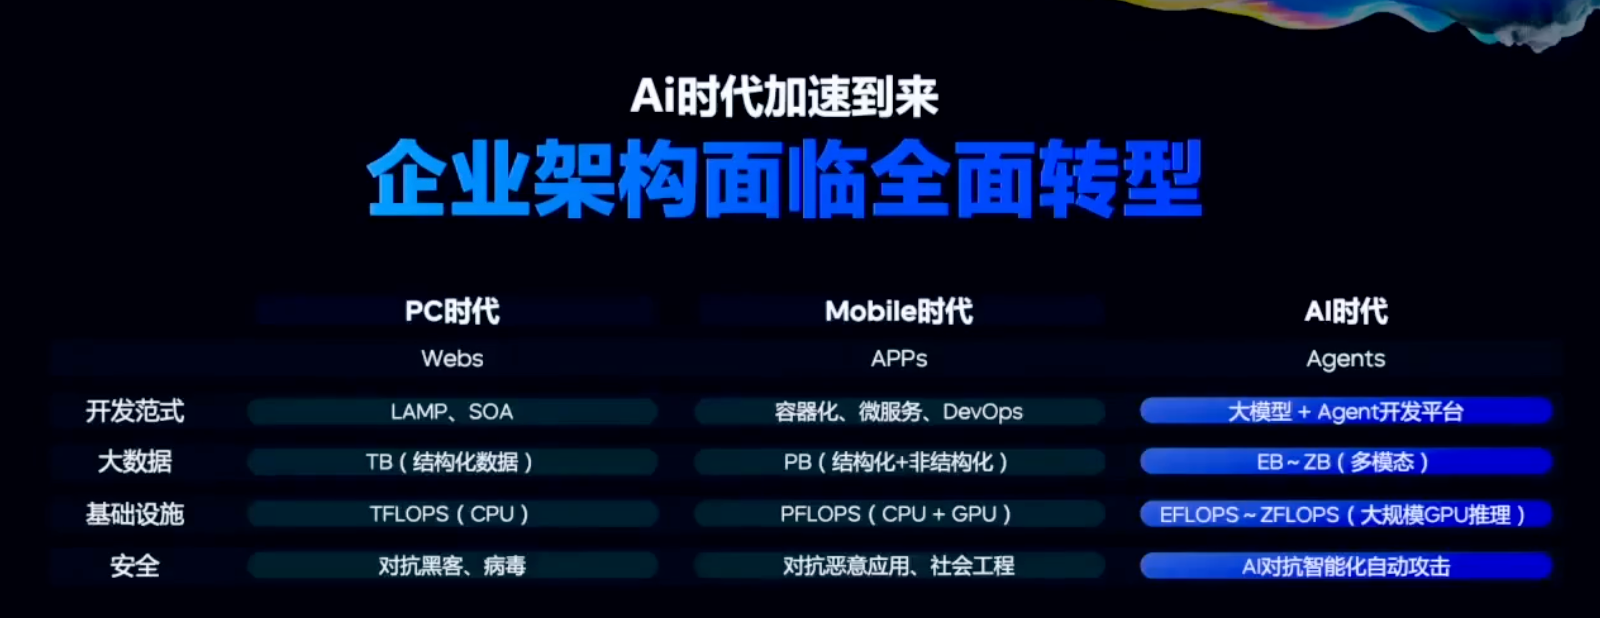 Ai时代加速到来
企业架构面临全面转型
PC时代 Mobile时代 AI时代
Webs APPs Agents
开发范式 LAMP、SOA 容器化、微服务、DevOps 大模型 + Agent开发平台
大数据 TB（结构化数据） PB（结构化+非结构化） EB ~ ZB（多模态）
基础设施 TFLOPS（CPU） PFLOPS（CPU + GPU） EFLOPS ~ ZFLOPS（大规模GPU推理）
安全 对抗黑客、病毒 对抗恶意应用、社会工程 AI对抗智能化自动攻击